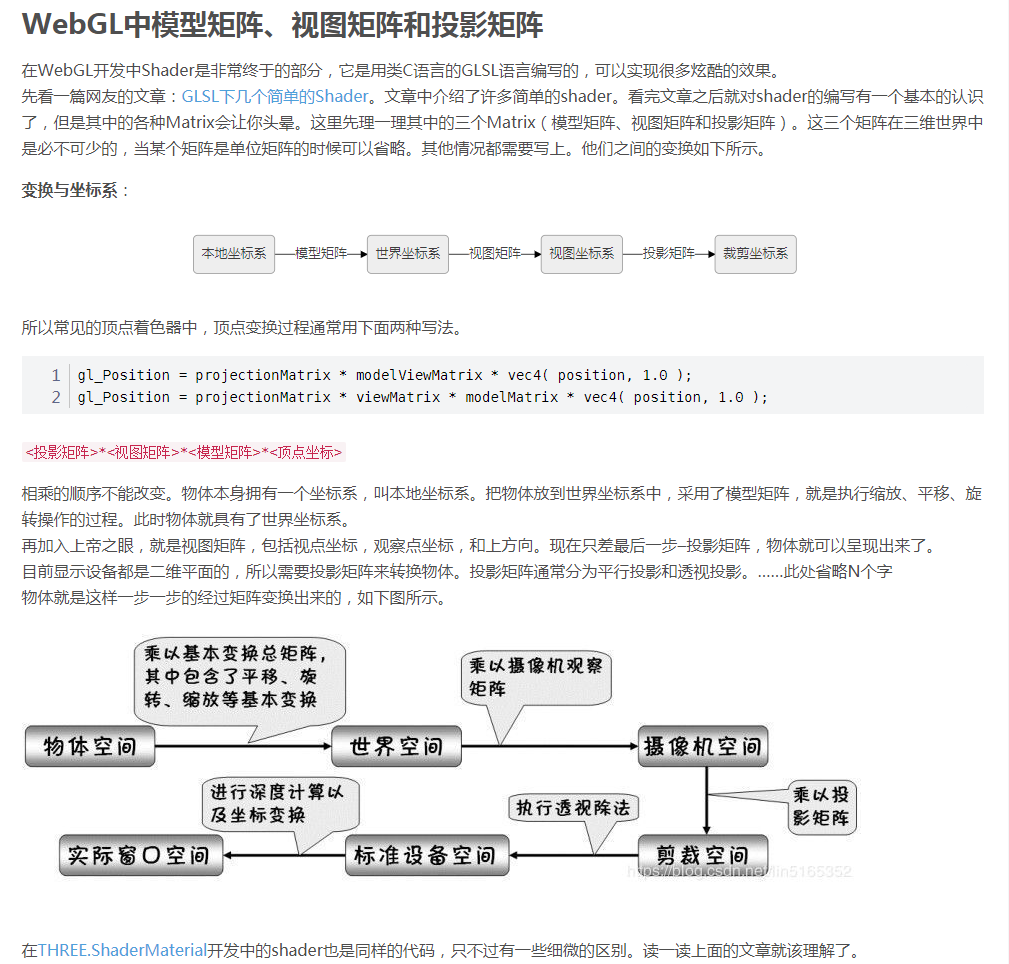 WebGL中模型矩阵、视图矩阵和投影矩阵
在WebGL开发中Shader是非常终于的部分，它是用类C语言的GLSL语言编写的，可以实现很多炫酷的效果。
先看一篇网友的文章：GLSL下几个简单的Shader。文章中介绍了许多简单的shader。看完文章之后就对shader的编写有一个基本的认识
了，但是其中的各种Matrix会让你头晕。这里先理一理其中的三个Matrix（模型矩阵、视图矩阵和投影矩阵）。这三个矩阵在三维世界中
是必不可少的，当某个矩阵是单位矩阵的时候可以省略。其他情况都需要写上。他们之间的变换如下所示。
变换与坐标系：
本地坐标系 模型矩阵 世界坐标系 视图矩阵 视图坐标系 投影矩阵 裁剪坐标系
所以常见的顶点着色器中，顶点变换过程通常用下面两种写法。
1 gl_Position = projectionMatrix * modelViewMatrix * vec4( position, 1.0 );
2 gl_Position = projectionMatrix * viewMatrix * modelMatrix * vec4( position, 1.0 );
<投影矩阵>*<视图矩阵>*<模型矩阵>*<顶点坐标>
相乘的顺序不能改变。物体本身拥有一个坐标系，叫本地坐标系。把物体放到世界坐标系中，采用了模型矩阵，就是执行缩放、平移、旋
转操作的过程。此时物体就具有了世界坐标系。
再加入上帝之眼，就是视图矩阵，包括视点坐标，观察点坐标，和上方向。现在只差最后一步–投影矩阵，物体就可以呈现出来了。
目前显示设备都是二维平面的，所以需要投影矩阵来转换物体。投影矩阵通常分为平行投影和透视投影。……此处省略N个字
物体就是这样一步一步的经过矩阵变换出来的，如下图所示。
乘以基本变换总矩阵，
其中包含了平移、旋
转、缩放等基本变换
乘以摄像机观察
矩阵
物体空间 世界空间 摄像机空间
进行深度计算以
及坐标变换
执行透视除法
乘以投
影矩阵
实际窗口空间 标准设备空间 剪裁空间
https://blog.csdn.net/lin5165352
在THREE.ShaderMaterial开发中的shader也是同样的代码，只不过有一些细微的区别。读一读上面的文章就该理解了。